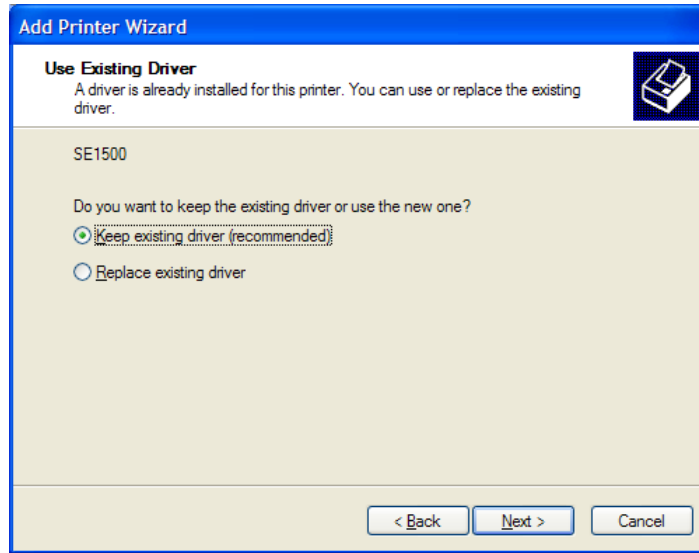 Add Printer Wizard
Use Existing Driver
A driver is already installed for this printer. You can use or replace the existing
driver.
SE1500
Do you want to keep the existing driver or use the new one?
Keep existing driver (recommended)
Replace existing driver
< Back
Next >
Cancel